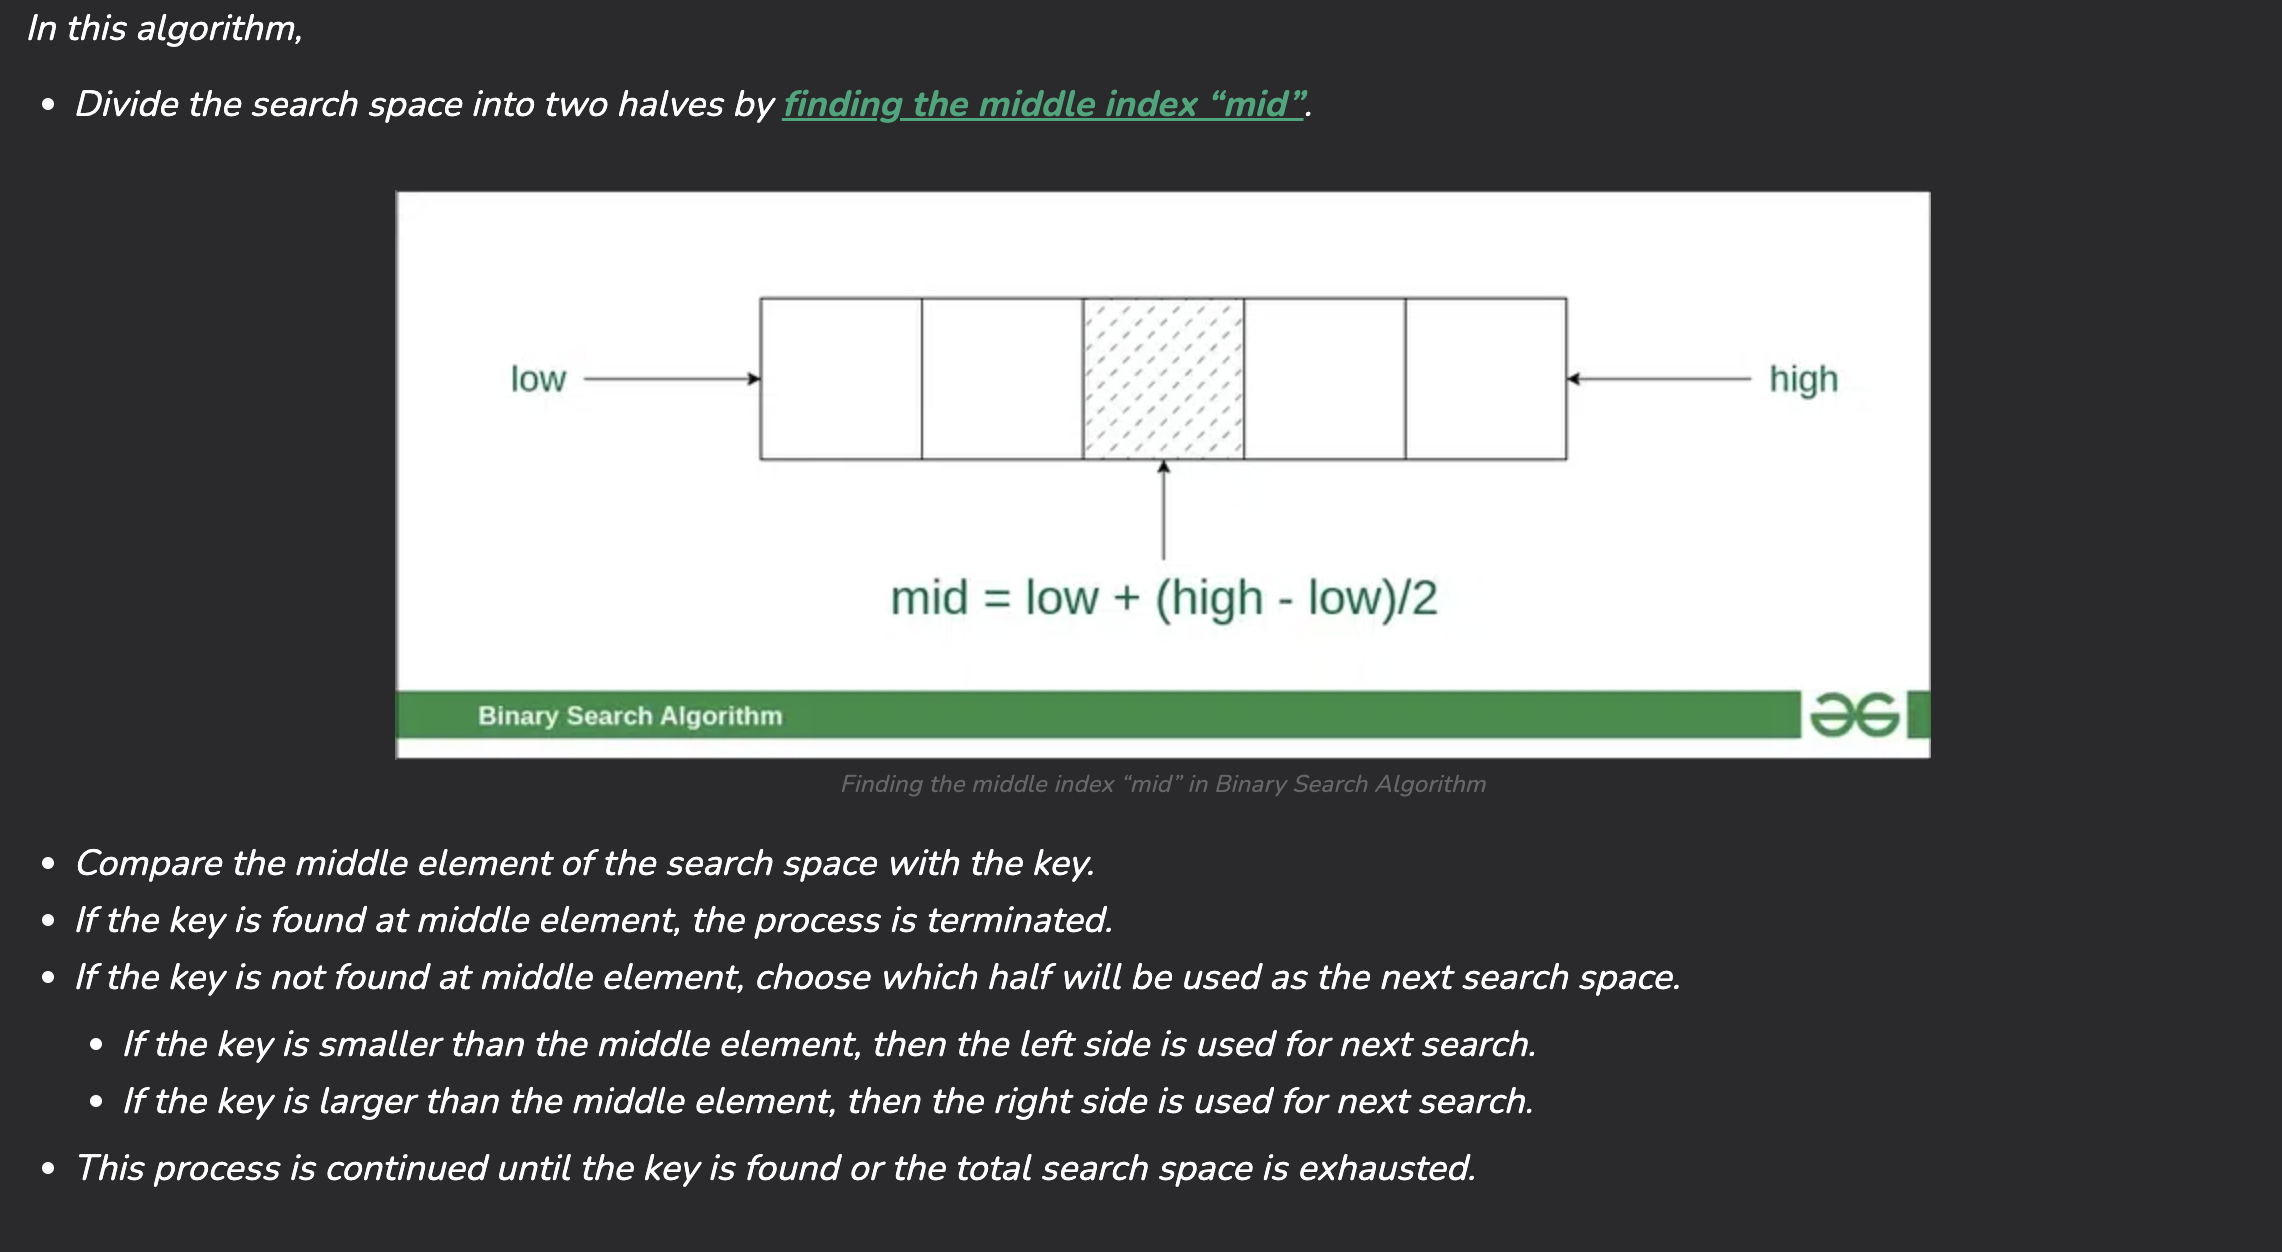 In this algorithm,
• Divide the search space into two halves by finding the middle index “mid”.
low
high
mid = low + (high - low)/2
Binary Search Algorithm
Finding the middle index “mid” in Binary Search Algorithm
• Compare the middle element of the search space with the key.
• If the key is found at middle element, the process is terminated.
• If the key is not found at middle element, choose which half will be used as the next search space.
• If the key is smaller than the middle element, then the left side is used for next search.
• If the key is larger than the middle element, then the right side is used for next search.
• This process is continued until the key is found or the total search space is exhausted.